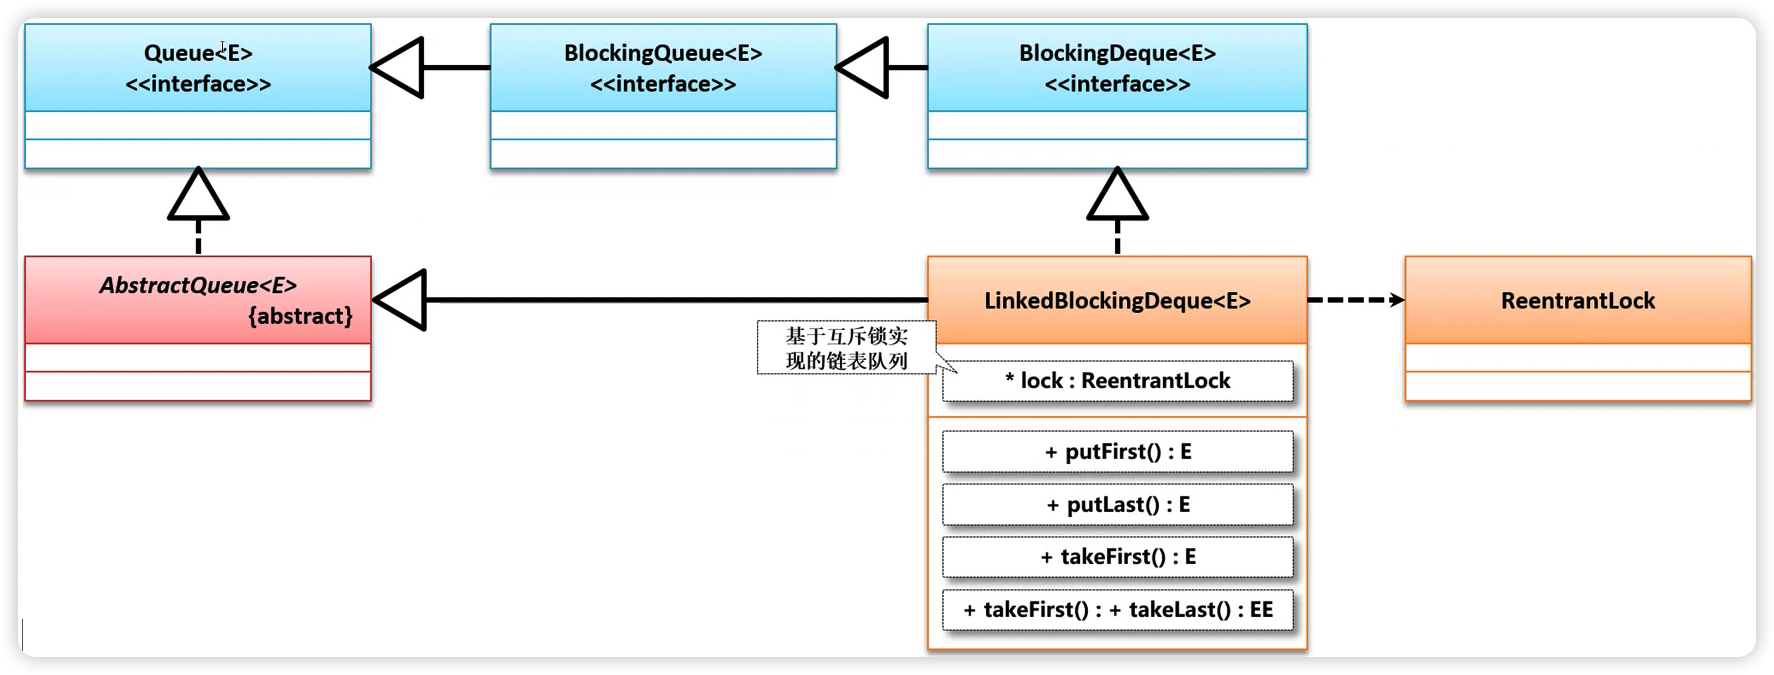 Queue<E>
<<interface>>
BlockingQueue<E>
<<interface>>
BlockingDeque<E>
<<interface>>
AbstractQueue<E>
{abstract}
LinkedBlockingDeque<E>
ReentrantLock
基于互斥锁实
现的链表队列
* lock : ReentrantLock
+ putFirst() : E
+ putLast() : E
+ takeFirst() : E
+ takeFirst() : + takeLast() : EE